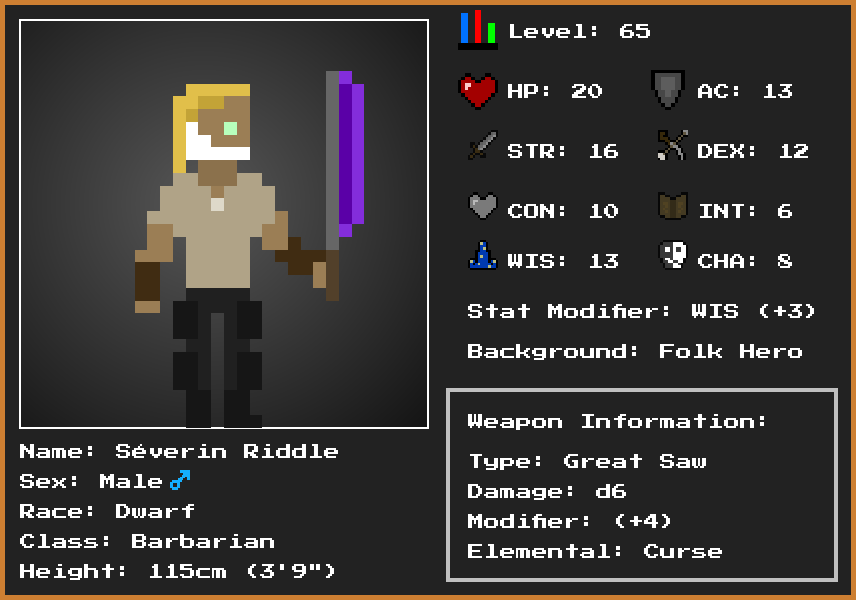 Level: 65
HP: 20
AC: 13
STR: 16
DEX: 12
CON: 10
INT: 6
WIS: 13
CHA: 8
Stat Modifier: WIS (+3)
Background: Folk Hero
Weapon Information:
Type: Great Saw
Damage: d6
Modifier: (+4)
Elemental: Curse
Name: Séverin Riddle
Sex: Male♂
Race: Dwarf
Class: Barbarian
Height: 115cm (3'9")